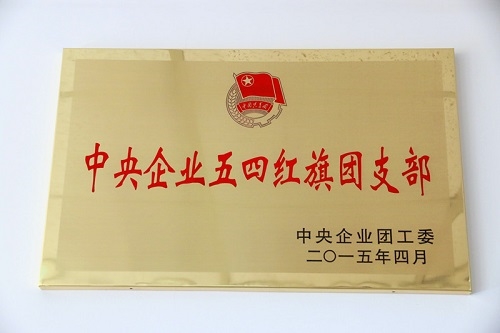 中央企业五四红旗团支部
中央企业团工委
二〇一五年四月